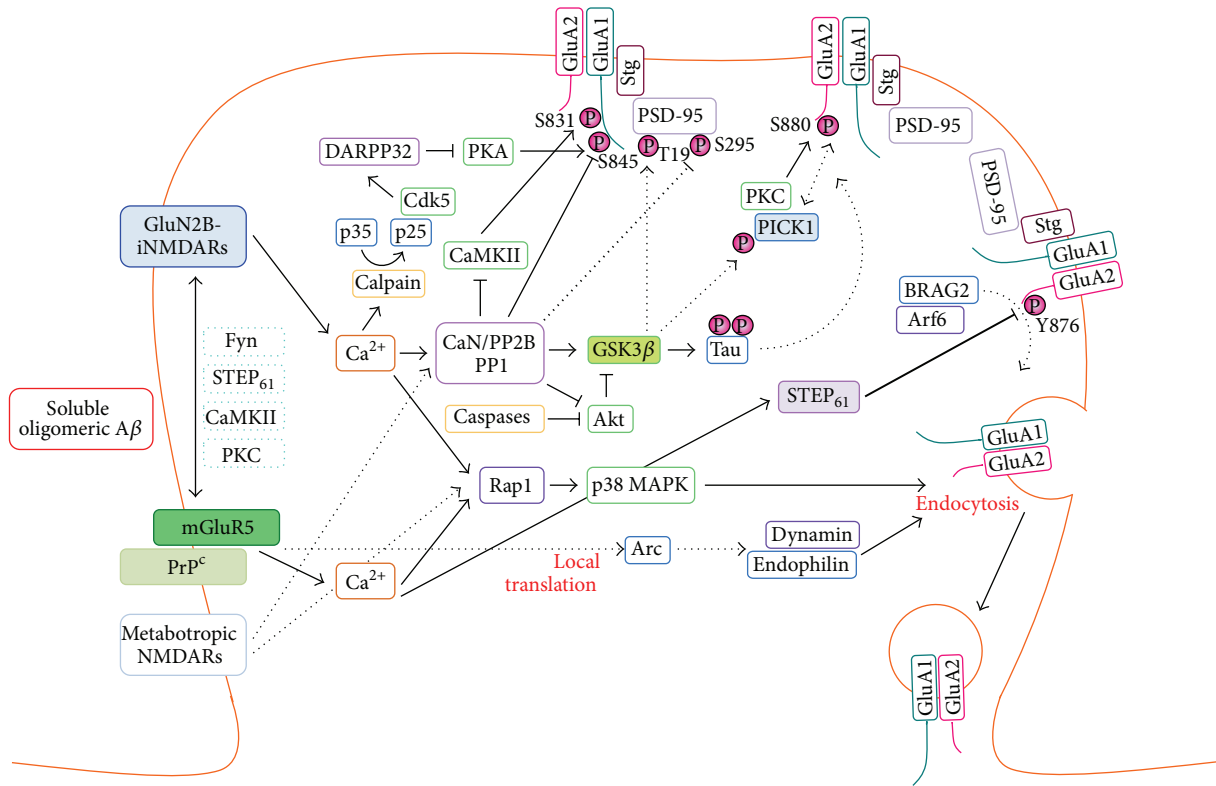 GluA2
GluA1
Stg
GluA2
GluA1
Stg
S831
P
PSD-95
S880
P
PSD-95
DARPP32
PKA
P
S845
P
T19
P
S295
PSD-95
Cdk5
PKC
GluN2B-
iNMDARs
p35
p25
PICK1
Stg
CaMKII
P
GluA1
Calpain
BRAG2
GluA2
Arf6
P
Y876
Fyn
Ca2+
CaN/PP2B
PP1
GSK3β
P
P
Tau
STEP61
STEP61
Soluble
oligomeric Aβ
CaMKII
Caspases
Akt
GluA1
PKC
GluA2
Rap1
p38 MAPK
Endocytosis
mGluR5
Dynamin
PrPc
Local
translation
Arc
Endophilin
Ca2+
Metabotropic
NMDARs
GluA1
GluA2